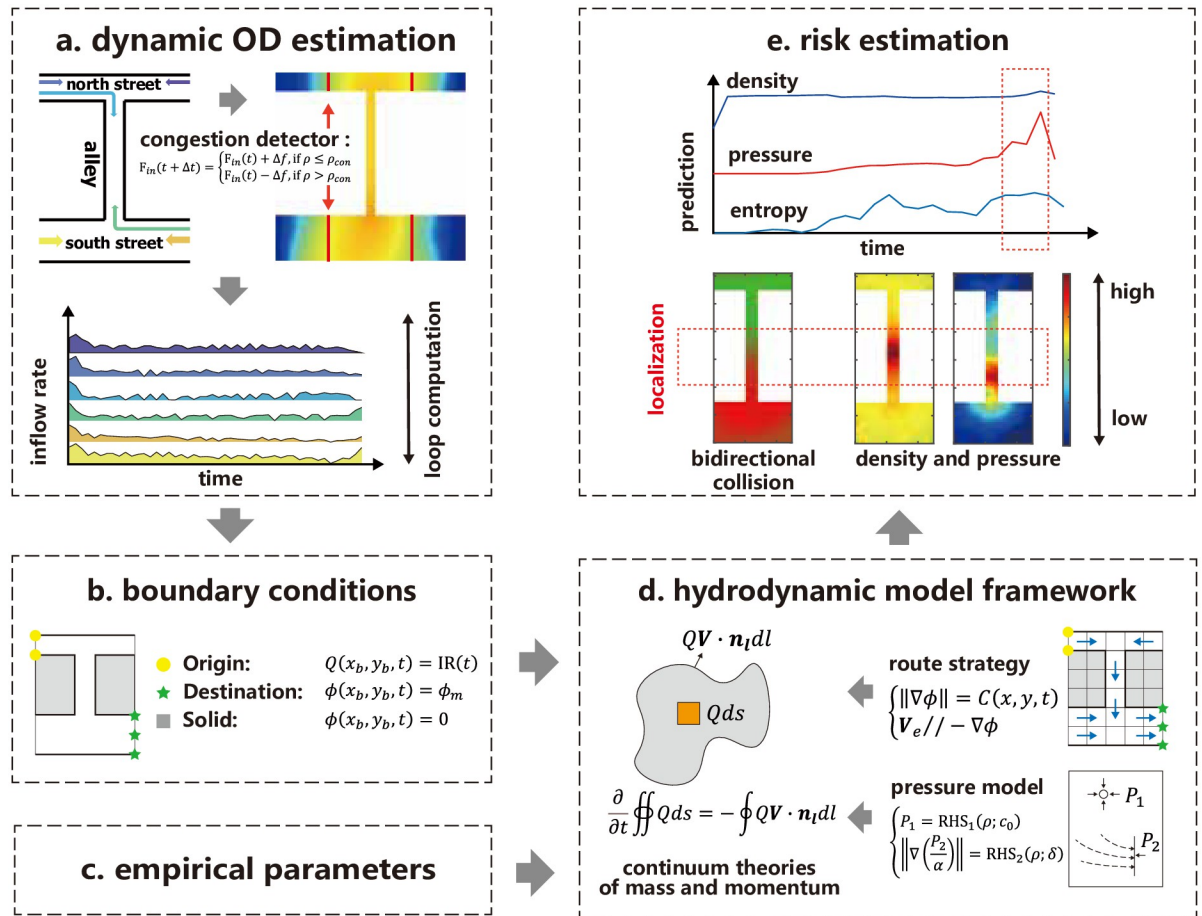 a. dynamic OD estimation
north street
alley
south street
congestion detector :
F_in(t + Δt) = {F_in(t) + Δf, if ρ ≤ ρ_con
F_in(t) − Δf, if ρ > ρ_con
inflow rate
time
loop computation
b. boundary conditions
Origin: Q(x_b, y_b, t) = IR(t)
Destination: ϕ(x_b, y_b, t) = ϕ_m
Solid: ϕ(x_b, y_b, t) = 0
c. empirical parameters
e. risk estimation
prediction
density
pressure
entropy
time
localization
high
low
bidirectional
collision
density and pressure
d. hydrodynamic model framework
Q𝑽 · 𝒏_𝒍dl
Qds
∂/∂t ∯ Qds = − ∮ Q𝑽 · 𝒏_𝒍dl
continuum theories
of mass and momentum
route strategy
{‖∇ϕ‖ = C(x, y, t)
𝑽_e// − ∇ϕ
pressure model
{P_1 = RHS_1(ρ; c_0)
‖∇(P_2/α)‖ = RHS_2(ρ; δ)
P_1
P_2